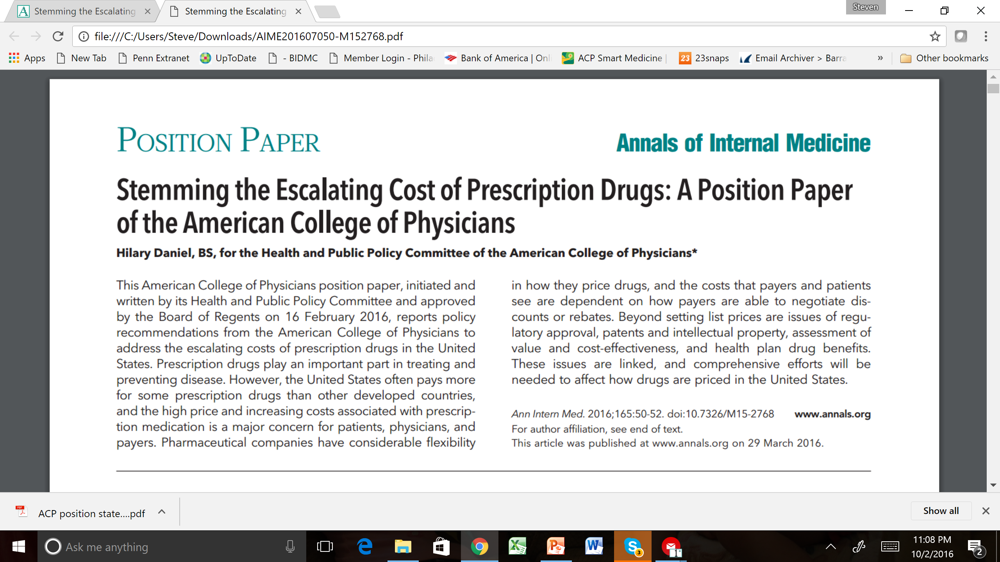 Stemming the Escalating
Stemming the Escalating
Steven
file:///C:/Users/Steve/Downloads/AIME201607050-M152768.pdf
Apps New Tab Penn Extranet UpToDate - BIDMC Member Login - Phila Bank of America | Onli ACP Smart Medicine | 23 23snaps Email Archiver > Barra » Other bookmarks
POSITION PAPER
Annals of Internal Medicine
Stemming the Escalating Cost of Prescription Drugs: A Position Paper
of the American College of Physicians
Hilary Daniel, BS, for the Health and Public Policy Committee of the American College of Physicians*
This American College of Physicians position paper, initiated and
written by its Health and Public Policy Committee and approved
by the Board of Regents on 16 February 2016, reports policy
recommendations from the American College of Physicians to
address the escalating costs of prescription drugs in the United
States. Prescription drugs play an important part in treating and
preventing disease. However, the United States often pays more
for some prescription drugs than other developed countries,
and the high price and increasing costs associated with prescrip-
tion medication is a major concern for patients, physicians, and
payers. Pharmaceutical companies have considerable flexibility
in how they price drugs, and the costs that payers and patients
see are dependent on how payers are able to negotiate dis-
counts or rebates. Beyond setting list prices are issues of regu-
latory approval, patents and intellectual property, assessment of
value and cost-effectiveness, and health plan drug benefits.
These issues are linked, and comprehensive efforts will be
needed to affect how drugs are priced in the United States.
Ann Intern Med. 2016;165:50-52. doi:10.7326/M15-2768 www.annals.org
For author affiliation, see end of text.
This article was published at www.annals.org on 29 March 2016.
ACP position state....pdf
Show all
Ask me anything
3
1
11:08 PM
10/2/2016
2